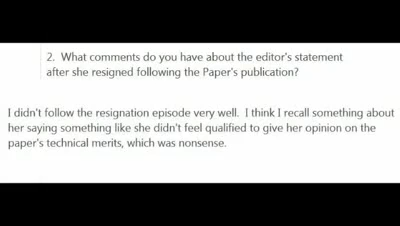 2. What comments do you have about the editor's statement
after she resigned following the Paper's publication?
I didn't follow the resignation episode very well. I think I recall something about
her saying something like she didn't feel qualified to give her opinion on the
paper's technical merits, which was nonsense.